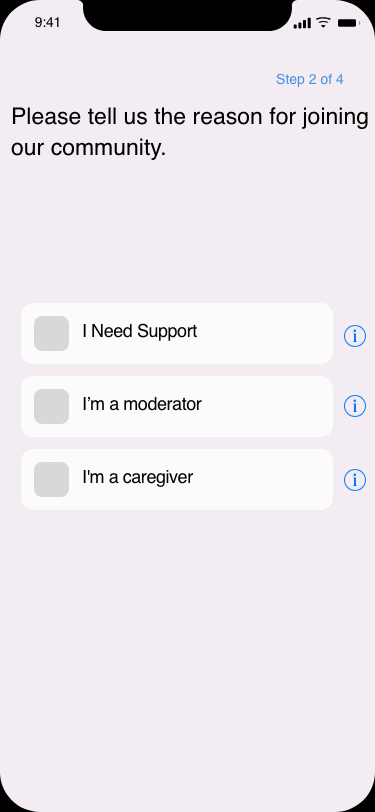 9:41
Step 2 of 4
Please tell us the reason for joining
our community.
I Need Support
i
I’m a moderator
i
I'm a caregiver
i